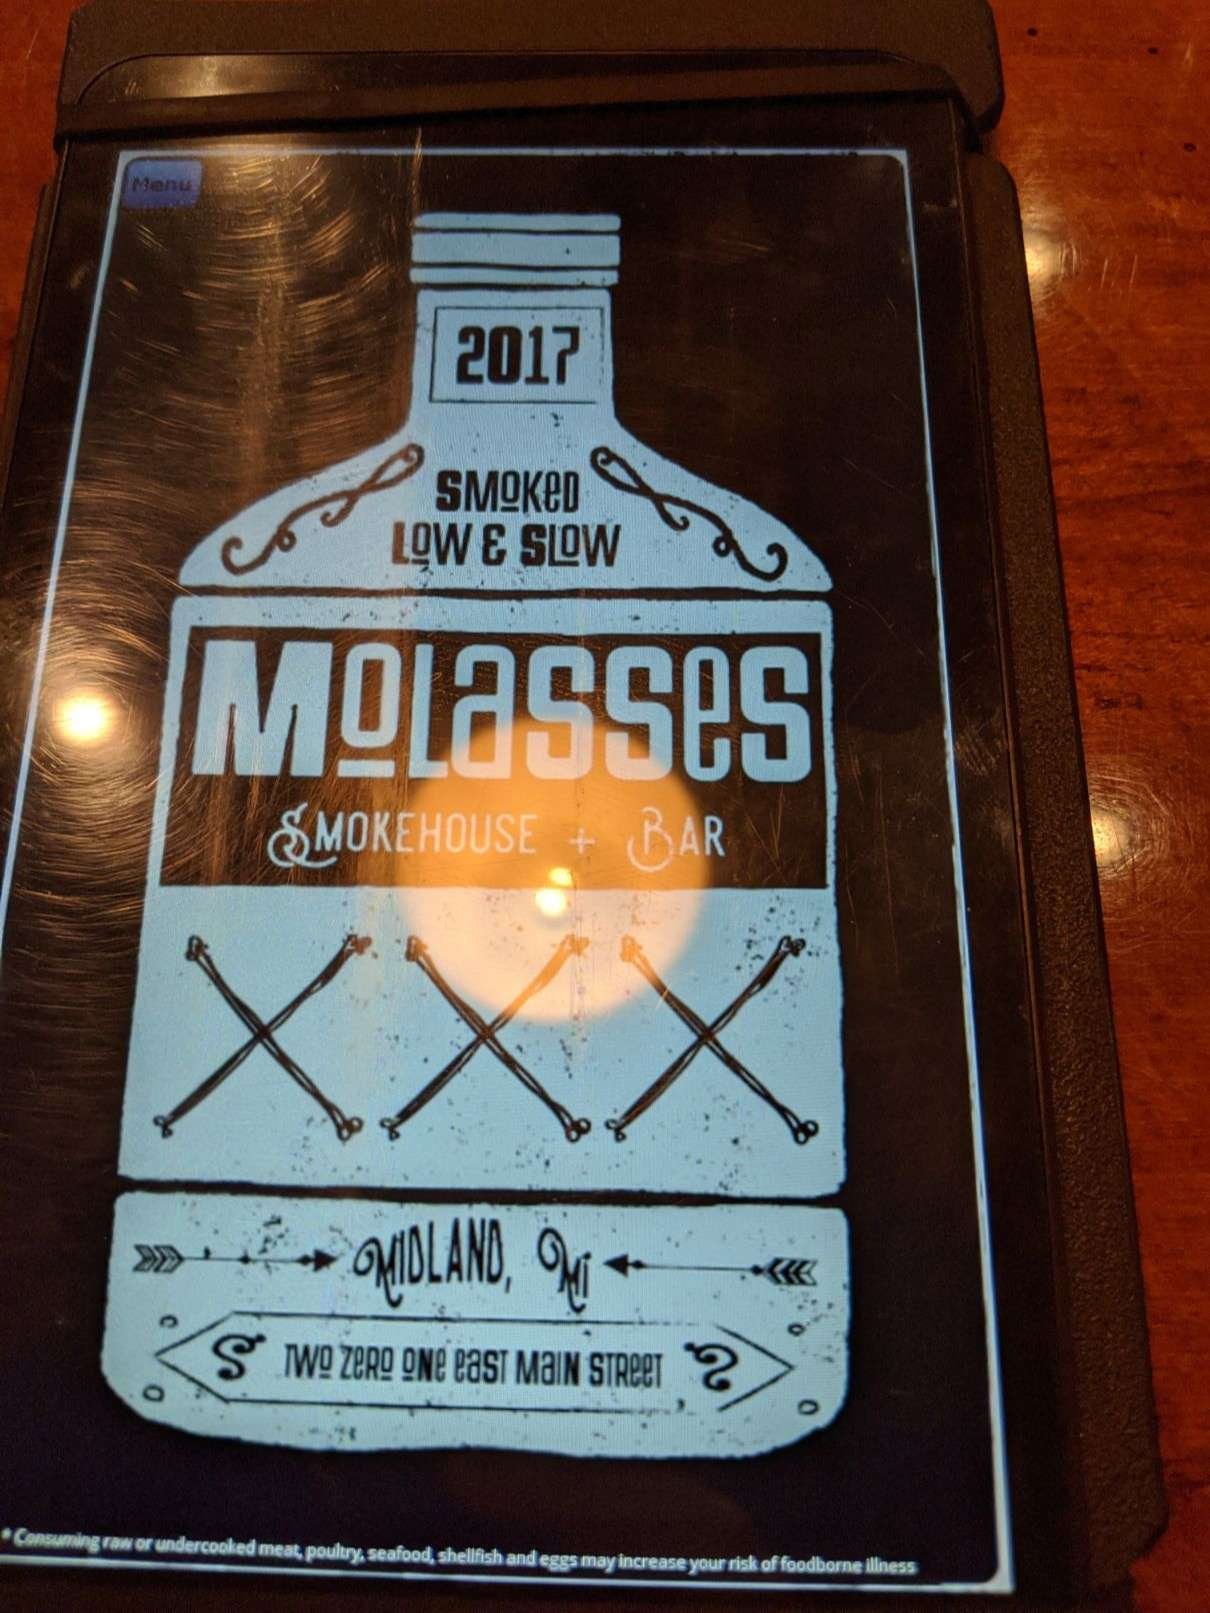 Menu
2017
SMOKED
LOW & SLOW
MOLASSES
SMOKEHOUSE + BAR
MIDLAND, MI
TWO ZERO ONE EAST MAIN STREET
* Consuming raw or undercooked meat, poultry, seafood, shellfish and eggs may increase your risk of foodborne illness